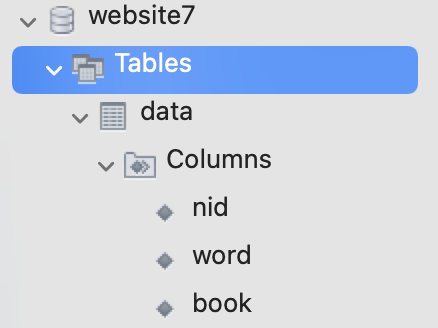 website7
Tables
data
Columns
nid
word
book